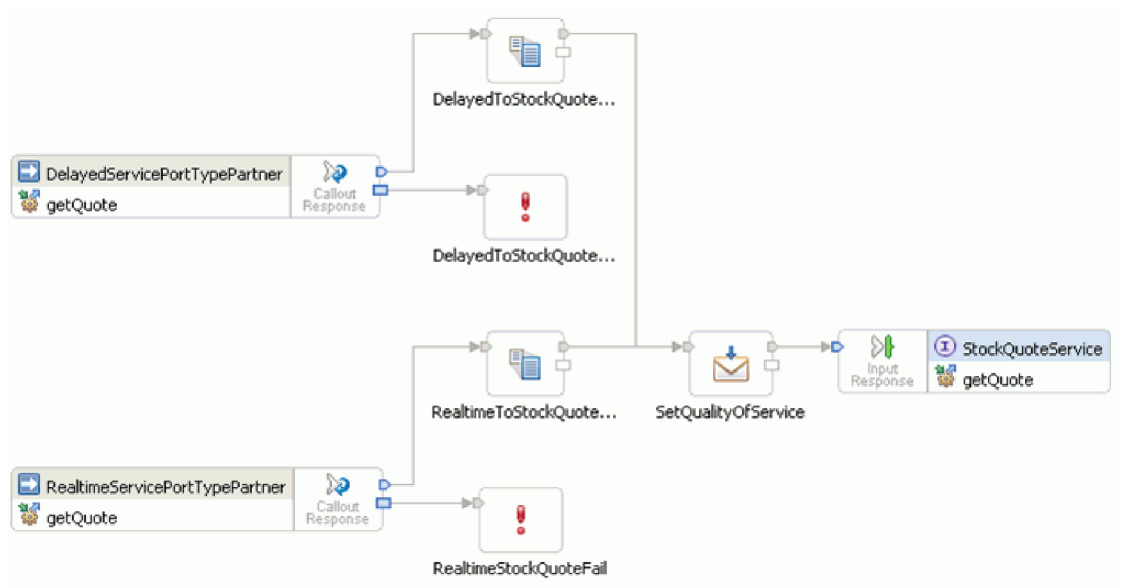 DelayedToStockQuote...
DelayedServicePortTypePartner
getQuote
Callout
Response
DelayedToStockQuote...
RealtimeToStockQuote...
SetQualityOfService
Input
Response
I
StockQuoteService
getQuote
RealtimeServicePortTypePartner
getQuote
Callout
Response
RealtimeStockQuoteFail